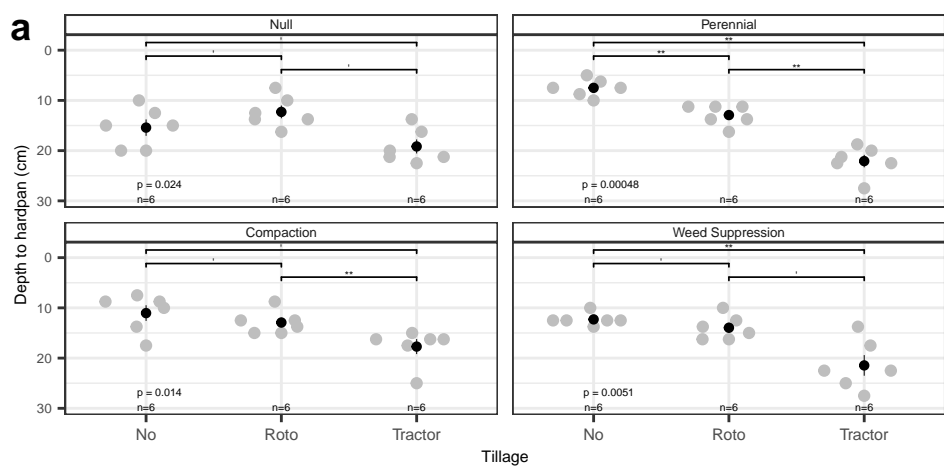 a
Null
Perennial
0
'
**
'
'
**
**
10
20
p = 0.024
p = 0.00048
30
n=6
n=6
n=6
n=6
n=6
n=6
Depth to hardpan (cm)
Compaction
Weed Suppression
0
'
**
'
**
'
'
10
20
p = 0.014
p = 0.0051
30
n=6
n=6
n=6
n=6
n=6
n=6
No
Roto
Tractor
No
Roto
Tractor
Tillage